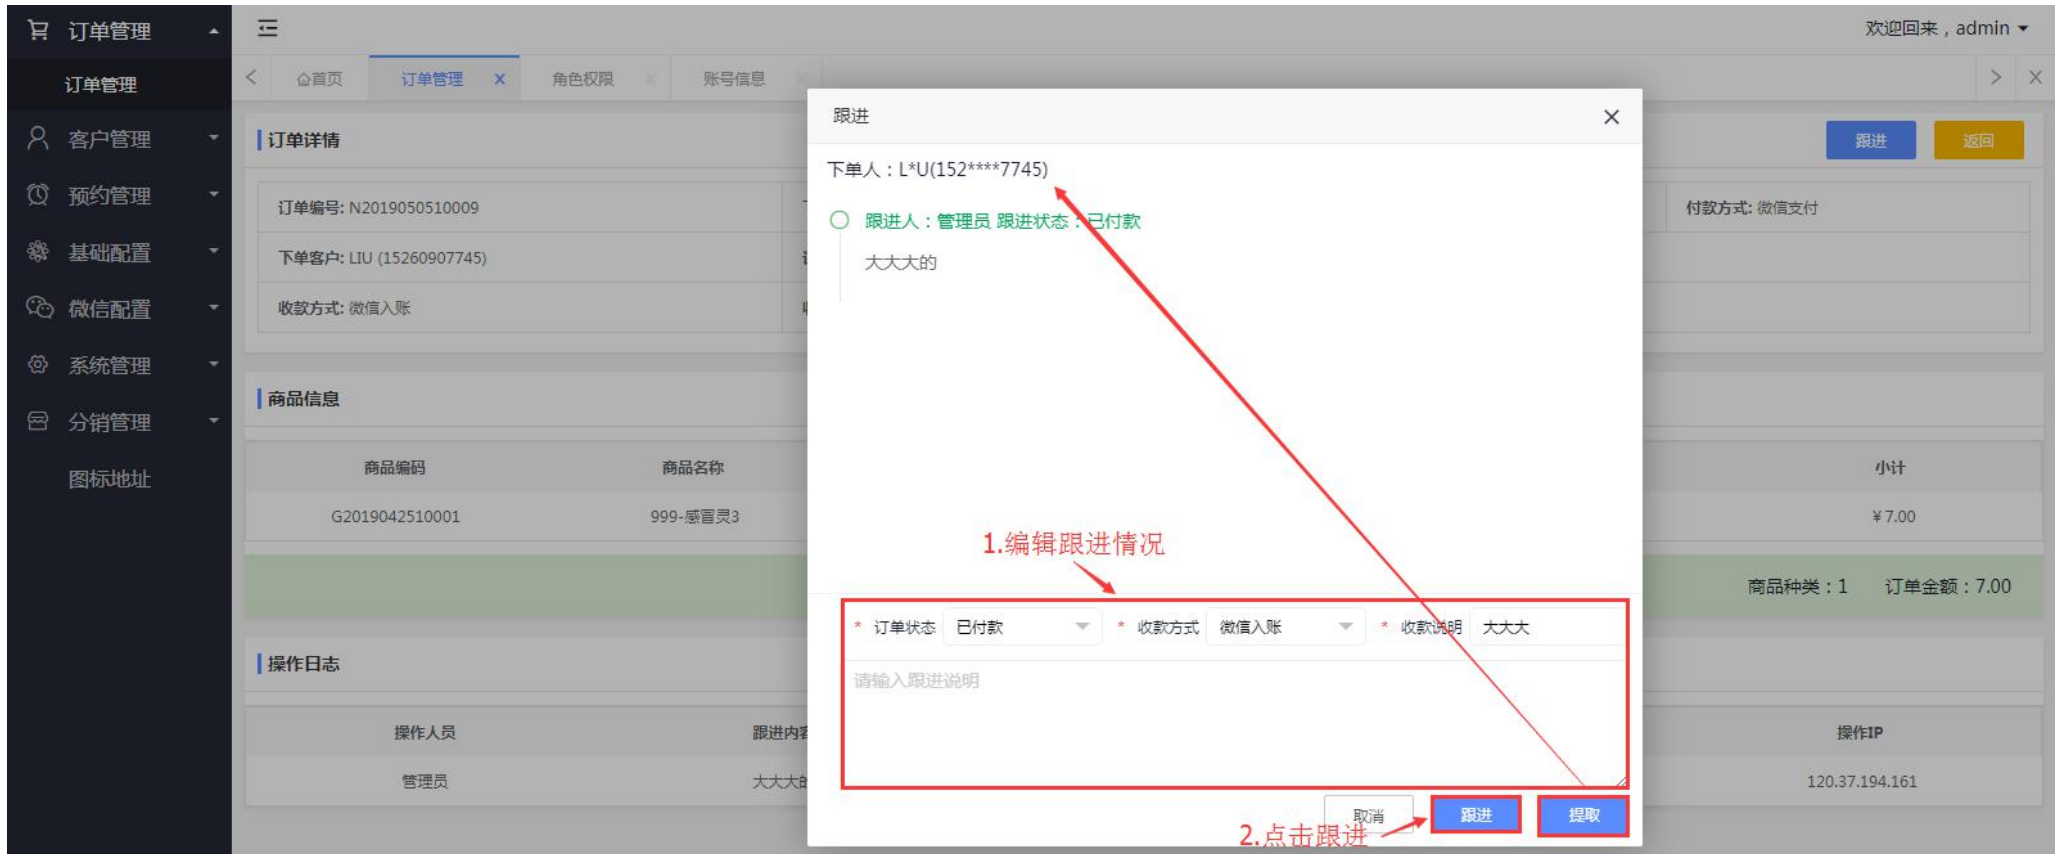 订单管理
订单管理
客户管理
预约管理
基础配置
微信配置
系统管理
分销管理
图标地址
欢迎回来，admin
首页 订单管理 x 角色权限 x 账号信息
订单详情
跟进 返回
订单编号: N2019050510009
付款方式: 微信支付
下单客户: LIU (15260907745)
收款方式: 微信入账
商品信息
商品编码 商品名称 小计
G2019042510001 999-感冒灵3 ¥7.00
商品种类：1 订单金额：7.00
操作日志
操作人员 跟进内容 操作IP
管理员 大大大的 120.37.194.161
跟进
下单人：L*U(152****7745)
跟进人：管理员 跟进状态：已付款
大大大的
1.编辑跟进情况
* 订单状态 已付款 * 收款方式 微信入账 * 收款说明 大大大
请输入跟进说明
取消 跟进 提取
2.点击跟进